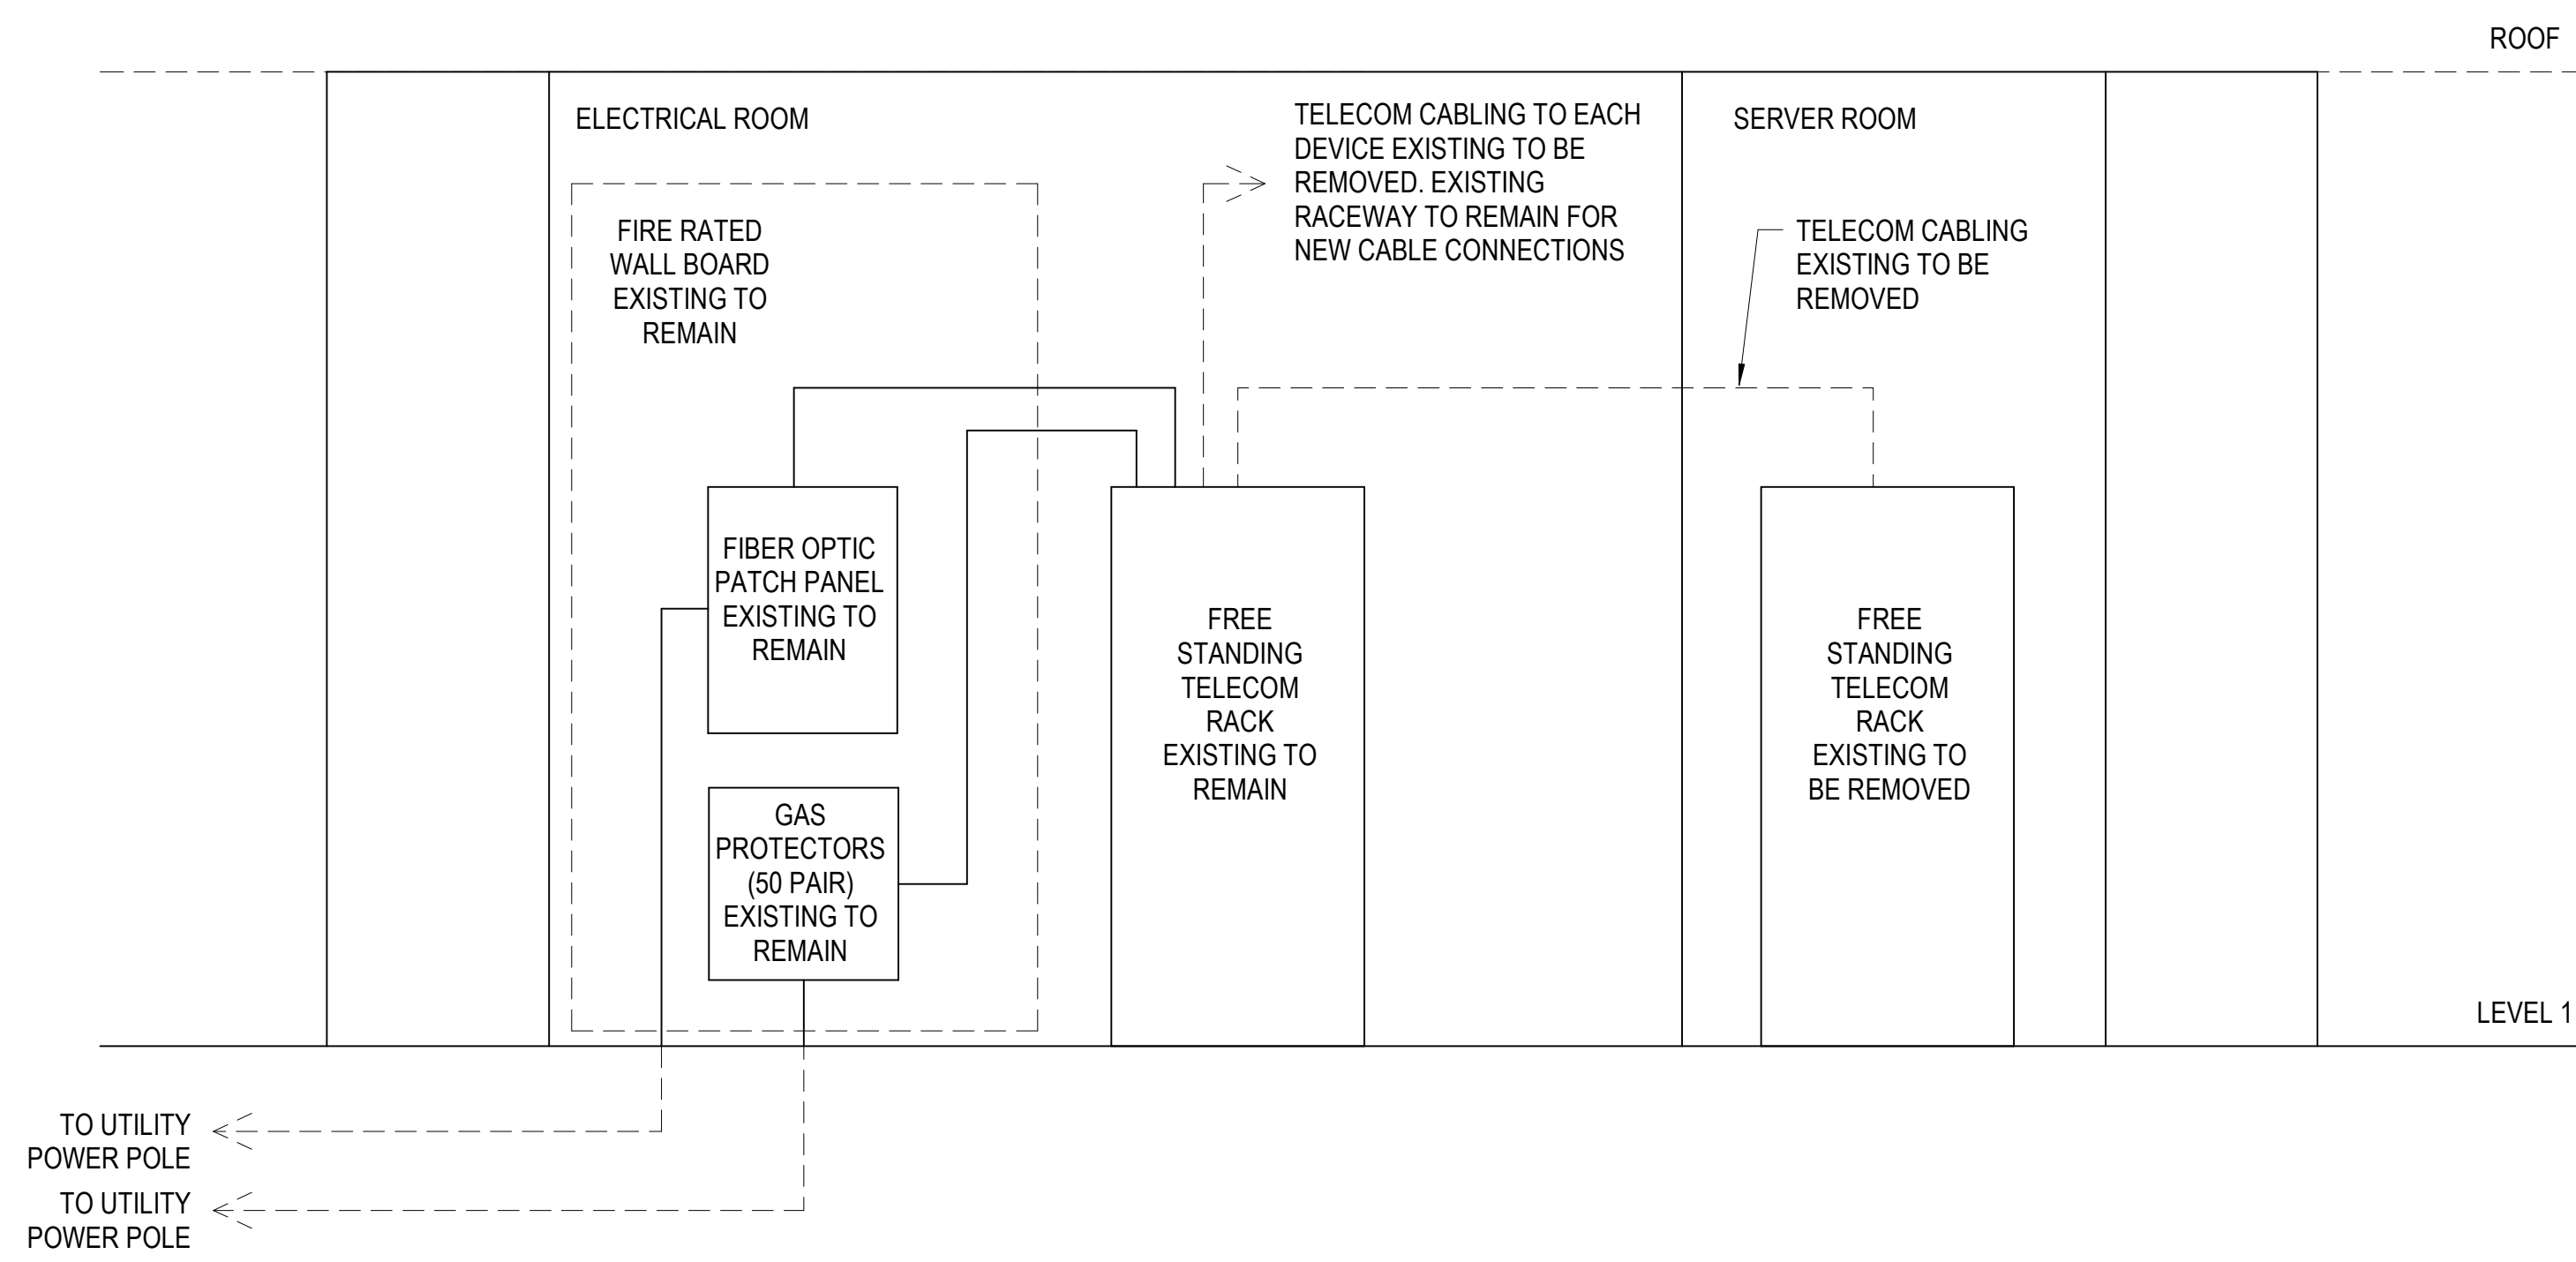 ROOF
ELECTRICAL ROOM
TELECOM CABLING TO EACH
DEVICE EXISTING TO BE
REMOVED. EXISTING
RACEWAY TO REMAIN FOR
NEW CABLE CONNECTIONS
SERVER ROOM
FIRE RATED
WALL BOARD
EXISTING TO
REMAIN
TELECOM CABLING
EXISTING TO BE
REMOVED
FIBER OPTIC
PATCH PANEL
EXISTING TO
REMAIN
FREE
STANDING
TELECOM
RACK
EXISTING TO
REMAIN
FREE
STANDING
TELECOM
RACK
EXISTING TO
BE REMOVED
GAS
PROTECTORS
(50 PAIR)
EXISTING TO
REMAIN
LEVEL 1
TO UTILITY
POWER POLE
TO UTILITY
POWER POLE